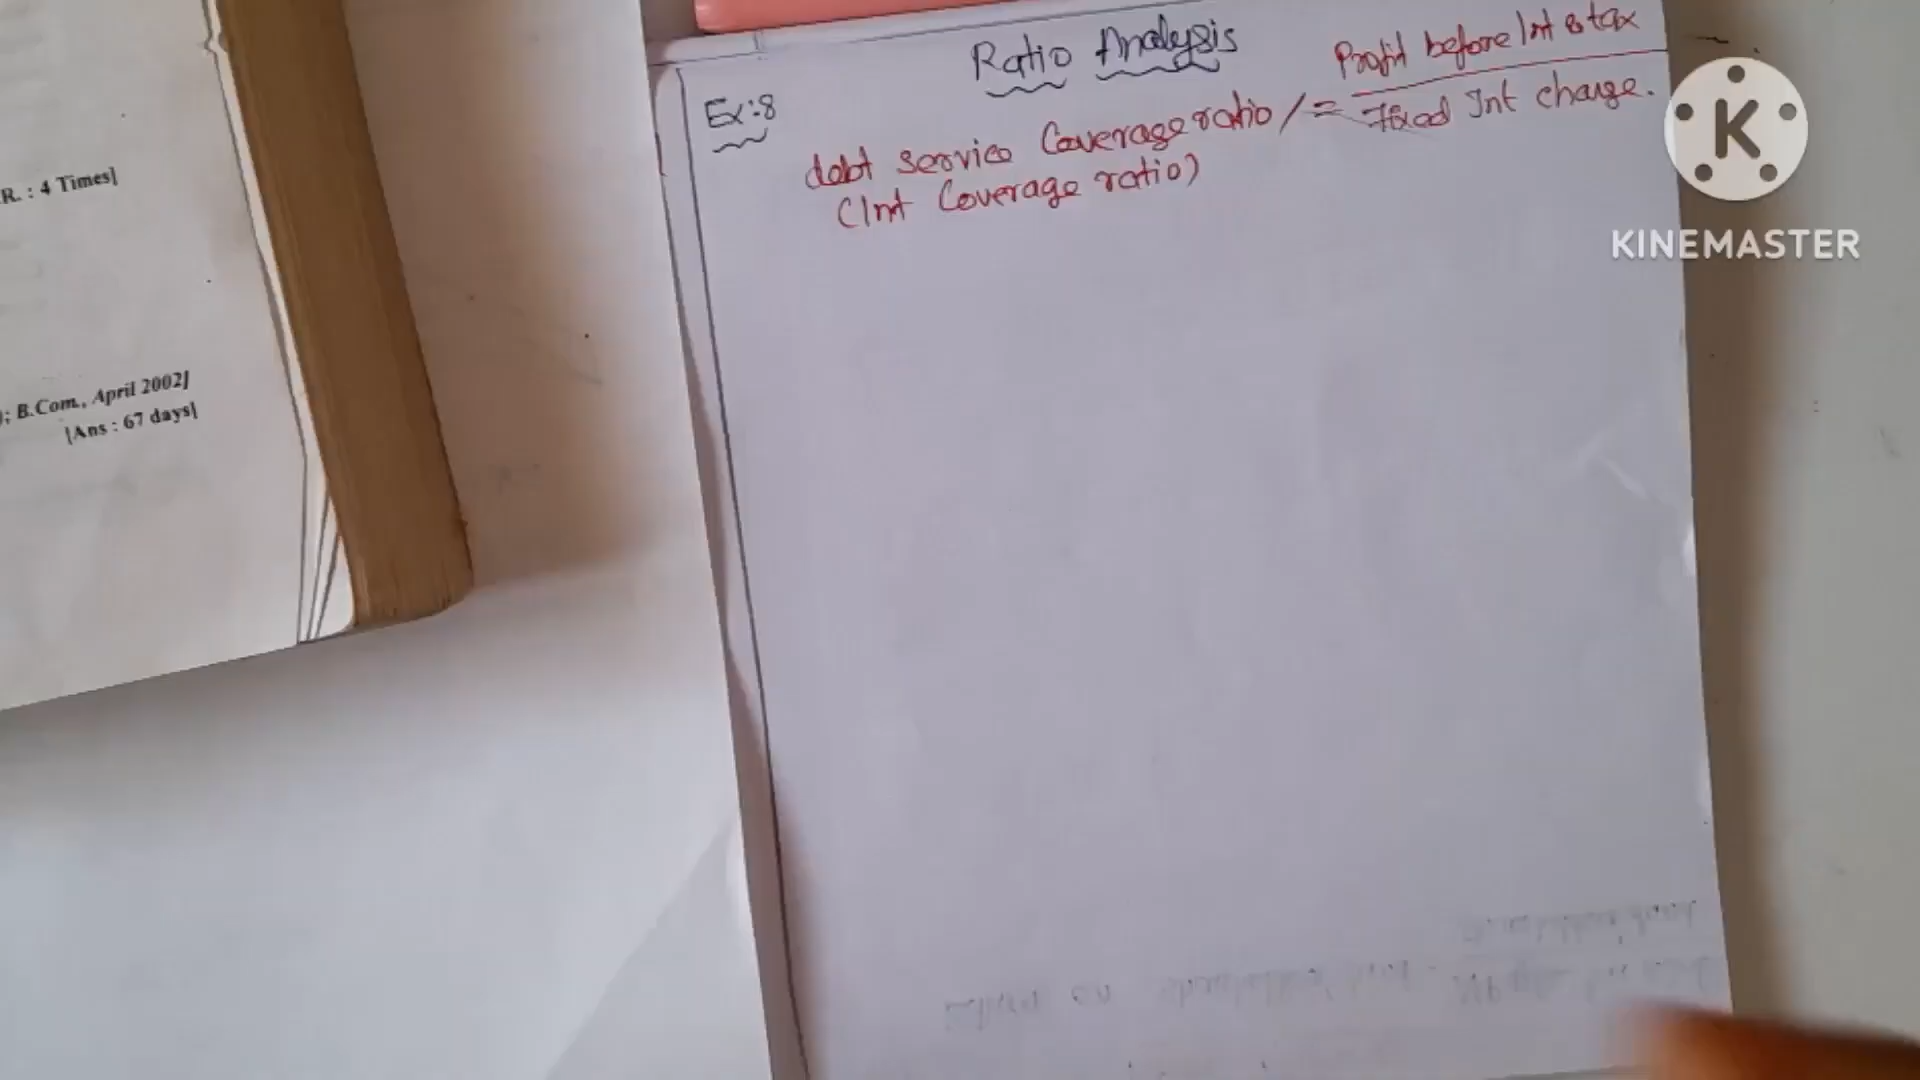 R. : 4 Times]
); B.Com., April 2002]
[Ans : 67 days]
Ratio Analysis
Ex:8
debt service Coverage ratio / = Profit before Int & tax
Fixed Int charge.
(Int Coverage ratio)
KINEMASTER